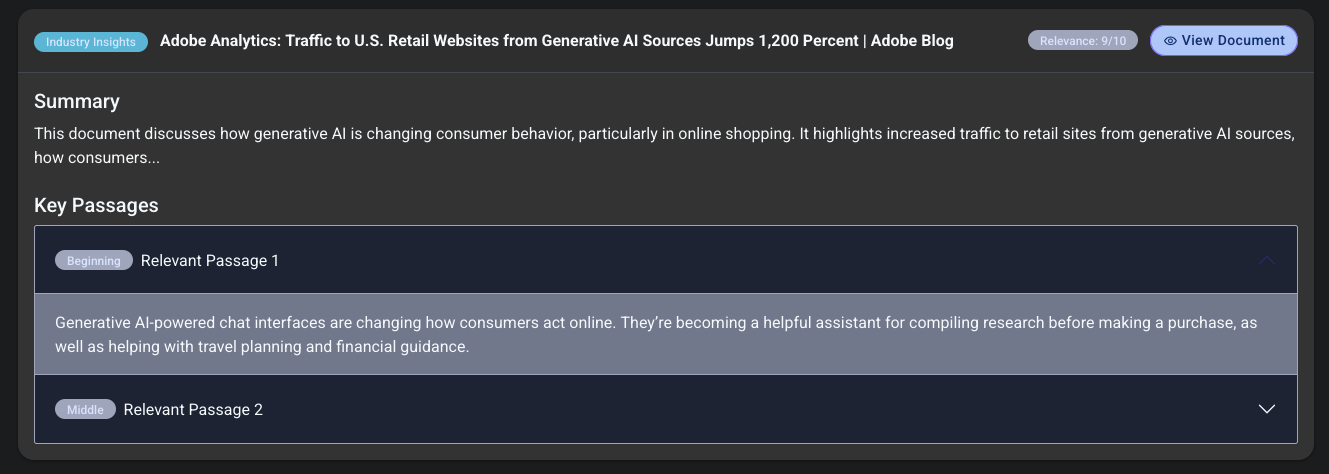 Industry Insights
Adobe Analytics: Traffic to U.S. Retail Websites from Generative AI Sources Jumps 1,200 Percent | Adobe Blog
Relevance: 9/10
View Document
Summary
This document discusses how generative AI is changing consumer behavior, particularly in online shopping. It highlights increased traffic to retail sites from generative AI sources,
how consumers...
Key Passages
Beginning
Relevant Passage 1
Generative AI-powered chat interfaces are changing how consumers act online. They’re becoming a helpful assistant for compiling research before making a purchase, as
well as helping with travel planning and financial guidance.
Middle
Relevant Passage 2